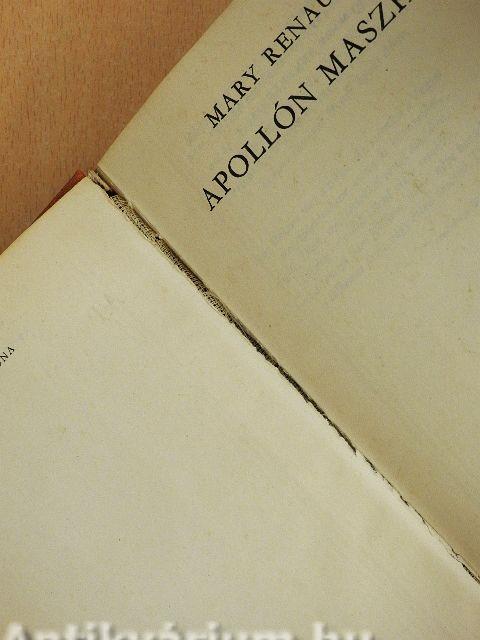 MARY RENAU
APOLLÓN MASZK
Antikvárium.hu